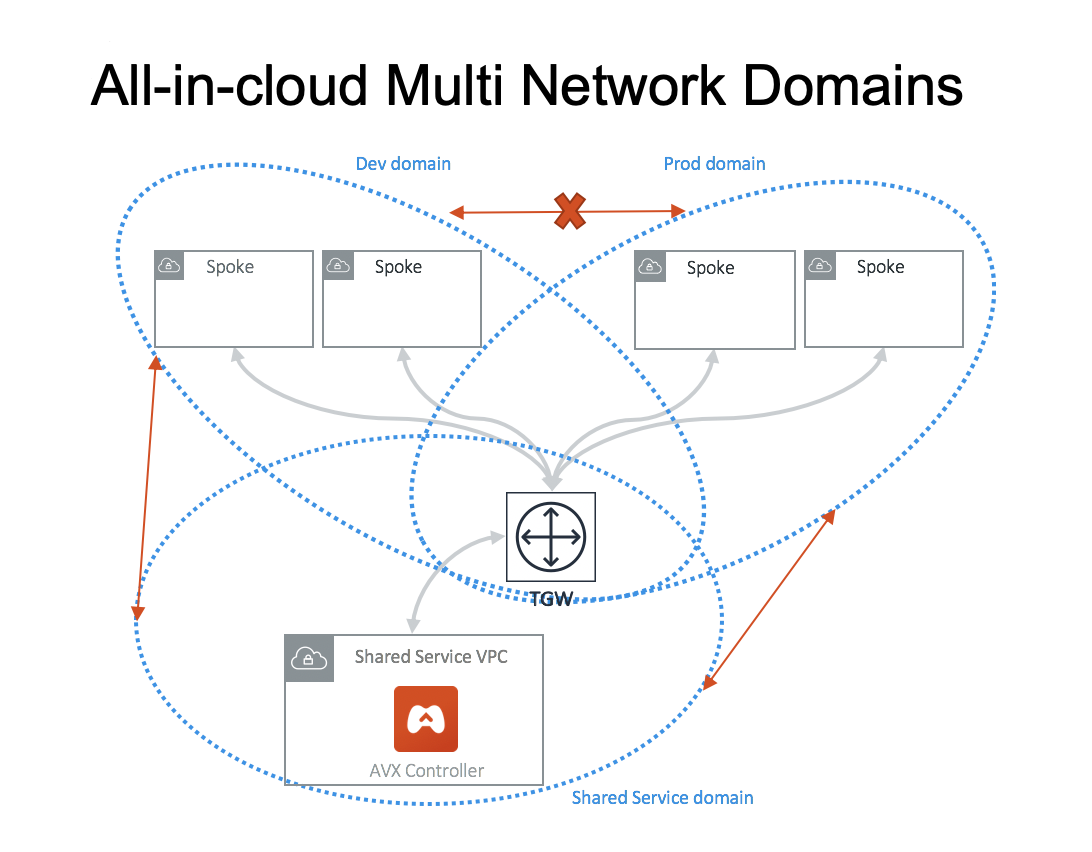 All-in-cloud Multi Network Domains
Dev domain
Prod domain
Spoke
Spoke
Spoke
Spoke
TGW
Shared Service VPC
AVX Controller
Shared Service domain